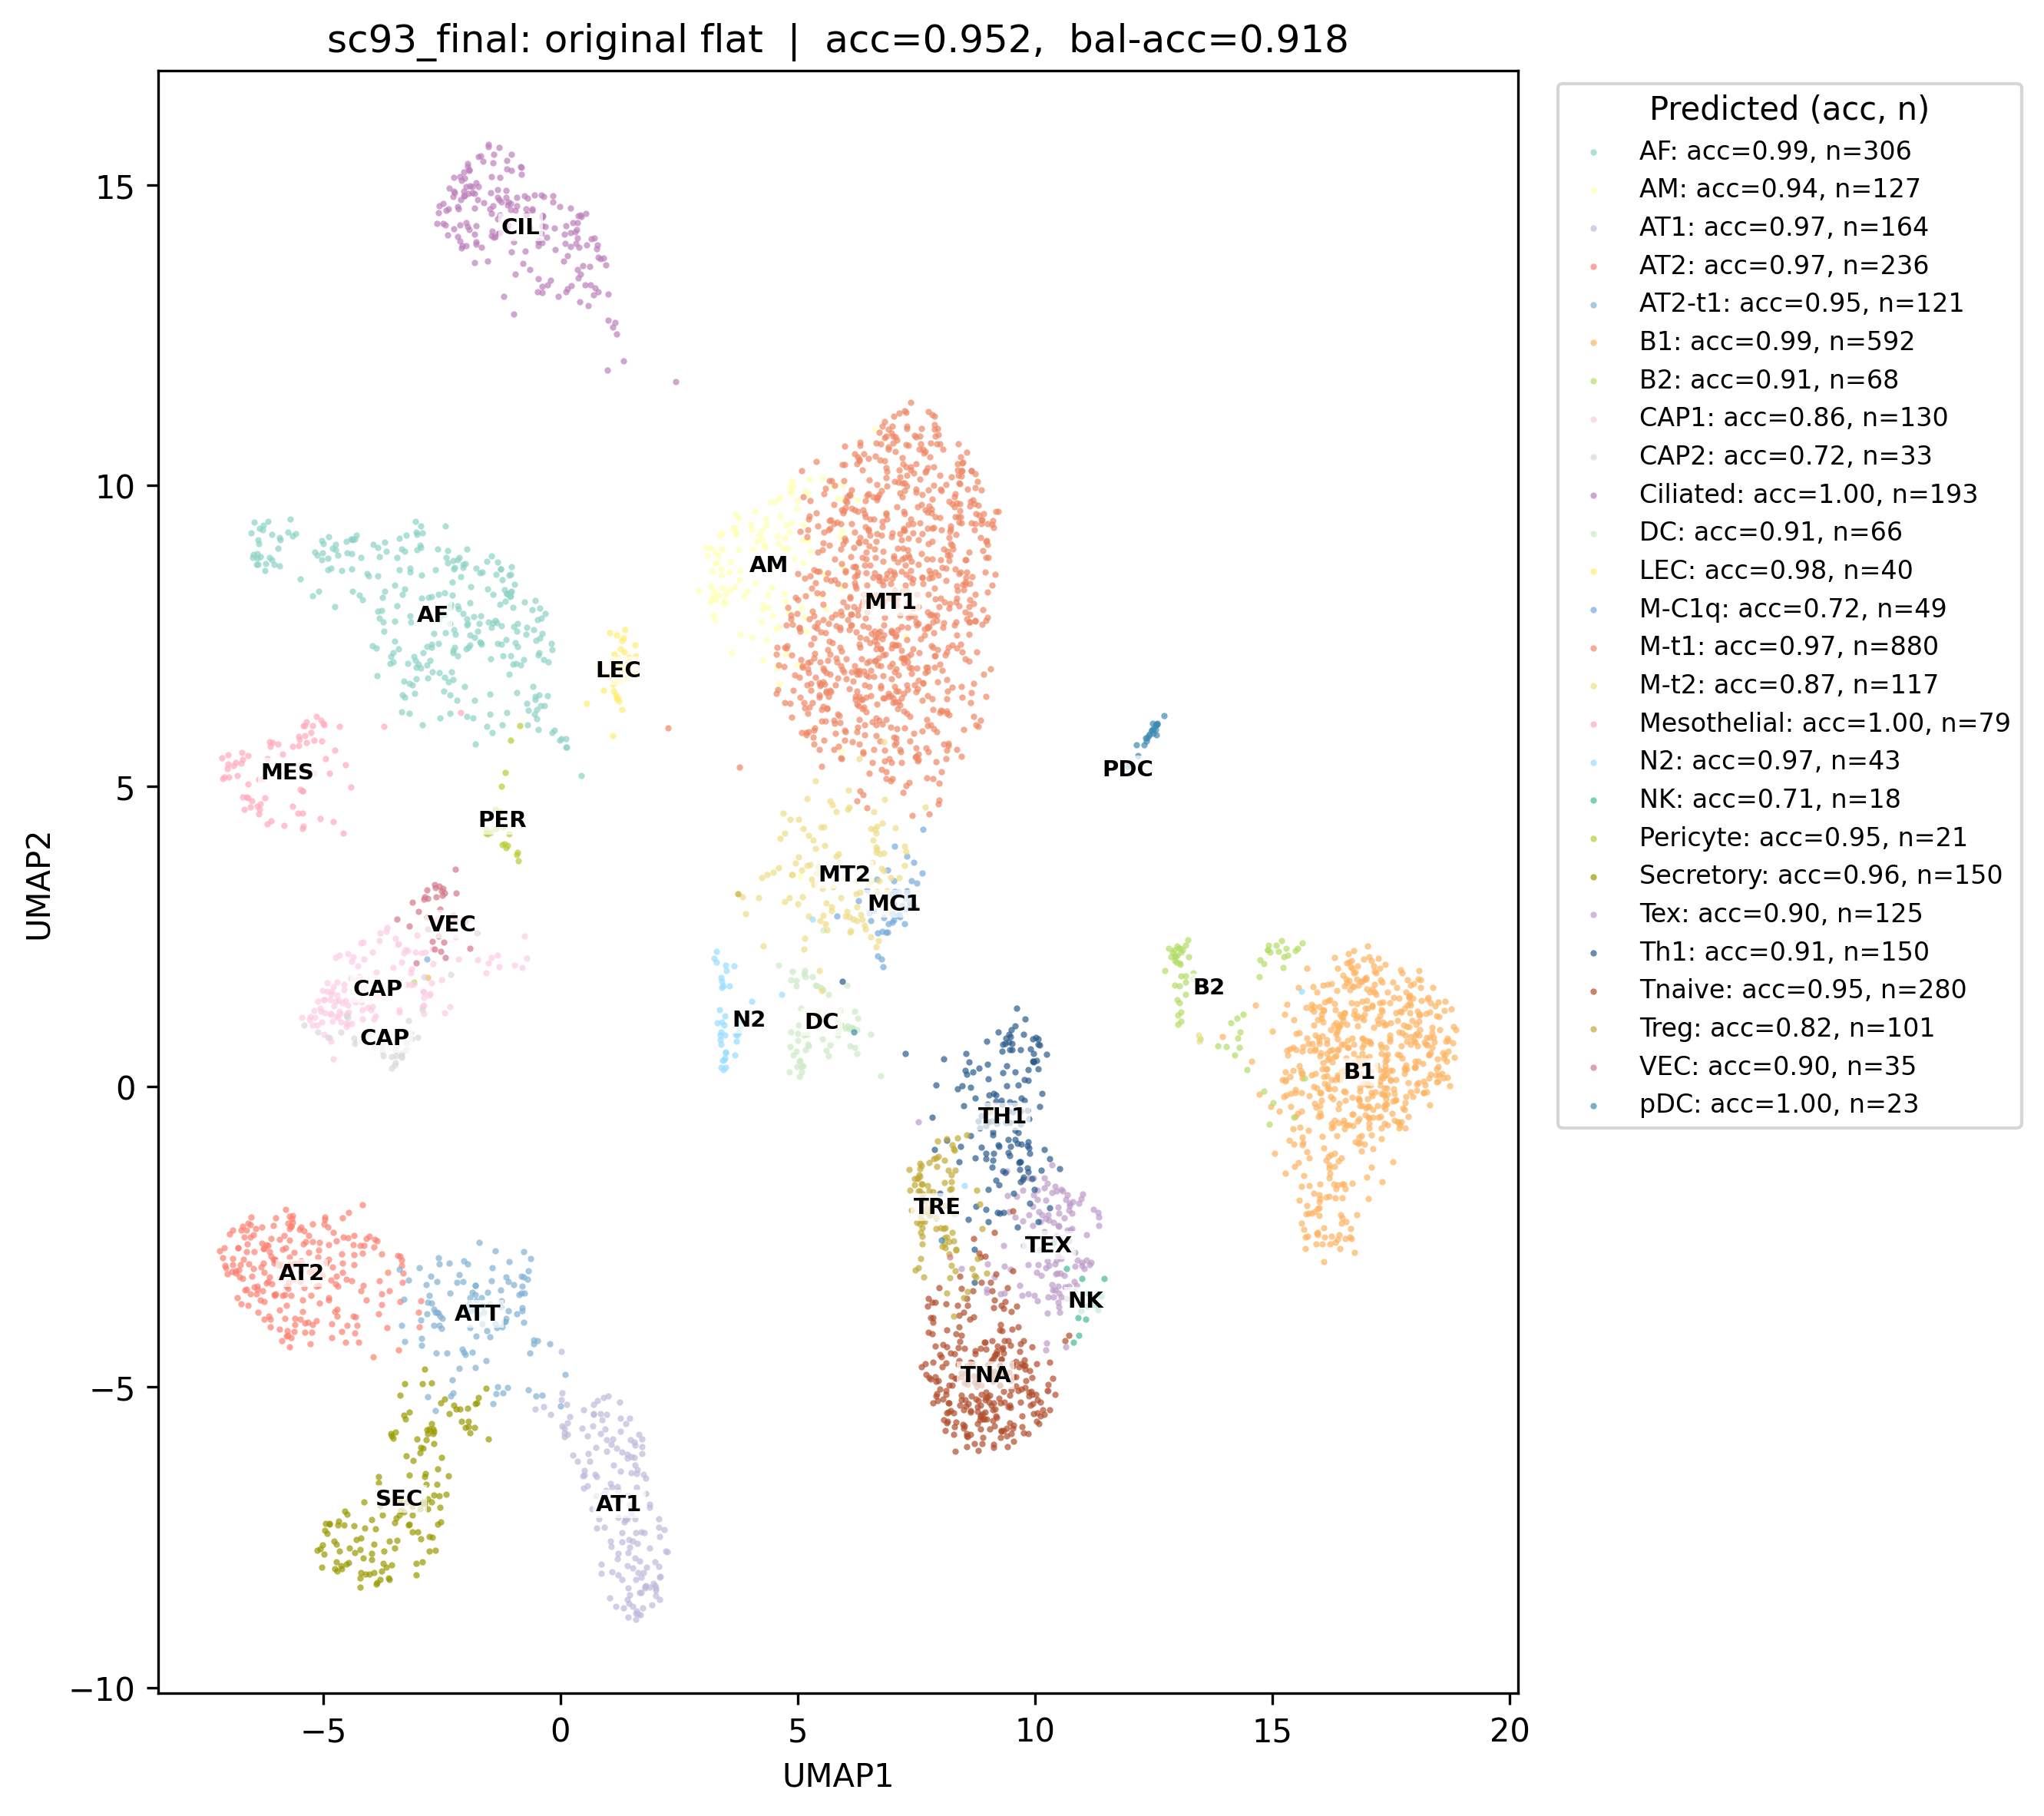 sc93_final: original flat  |  acc=0.952,  bal-acc=0.918
UMAP2
15
10
5
0
−5
−10
CIL
AM
MT1
AF
LEC
MES
PDC
PER
MT2
MC1
VEC
CAP
CAP
N2
DC
B2
B1
TH1
TRE
TEX
NK
TNA
AT2
ATT
SEC
AT1
−5
0
5
10
15
20
UMAP1
Predicted (acc, n)
AF: acc=0.99, n=306
AM: acc=0.94, n=127
AT1: acc=0.97, n=164
AT2: acc=0.97, n=236
AT2-t1: acc=0.95, n=121
B1: acc=0.99, n=592
B2: acc=0.91, n=68
CAP1: acc=0.86, n=130
CAP2: acc=0.72, n=33
Ciliated: acc=1.00, n=193
DC: acc=0.91, n=66
LEC: acc=0.98, n=40
M-C1q: acc=0.72, n=49
M-t1: acc=0.97, n=880
M-t2: acc=0.87, n=117
Mesothelial: acc=1.00, n=79
N2: acc=0.97, n=43
NK: acc=0.71, n=18
Pericyte: acc=0.95, n=21
Secretory: acc=0.96, n=150
Tex: acc=0.90, n=125
Th1: acc=0.91, n=150
Tnaive: acc=0.95, n=280
Treg: acc=0.82, n=101
VEC: acc=0.90, n=35
pDC: acc=1.00, n=23